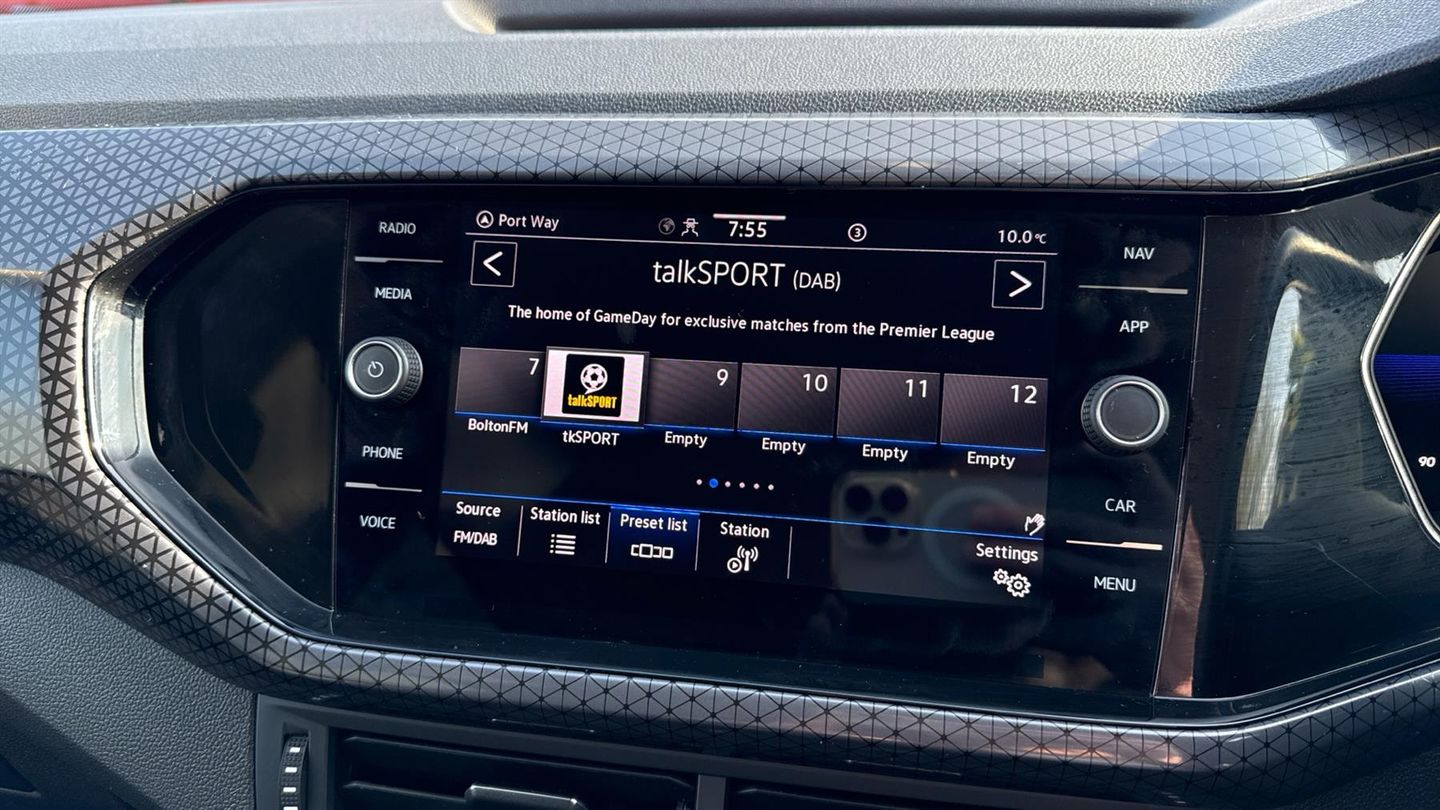 RADIO
MEDIA
PHONE
VOICE
Port Way
7:55
3
10.0°C
talkSPORT (DAB)
The home of GameDay for exclusive matches from the Premier League
7
BoltonFM
talkSPORT
tkSPORT
9
Empty
10
Empty
11
Empty
12
Empty
Source
FM/DAB
Station list
Preset list
Station
Settings
NAV
APP
CAR
MENU
90